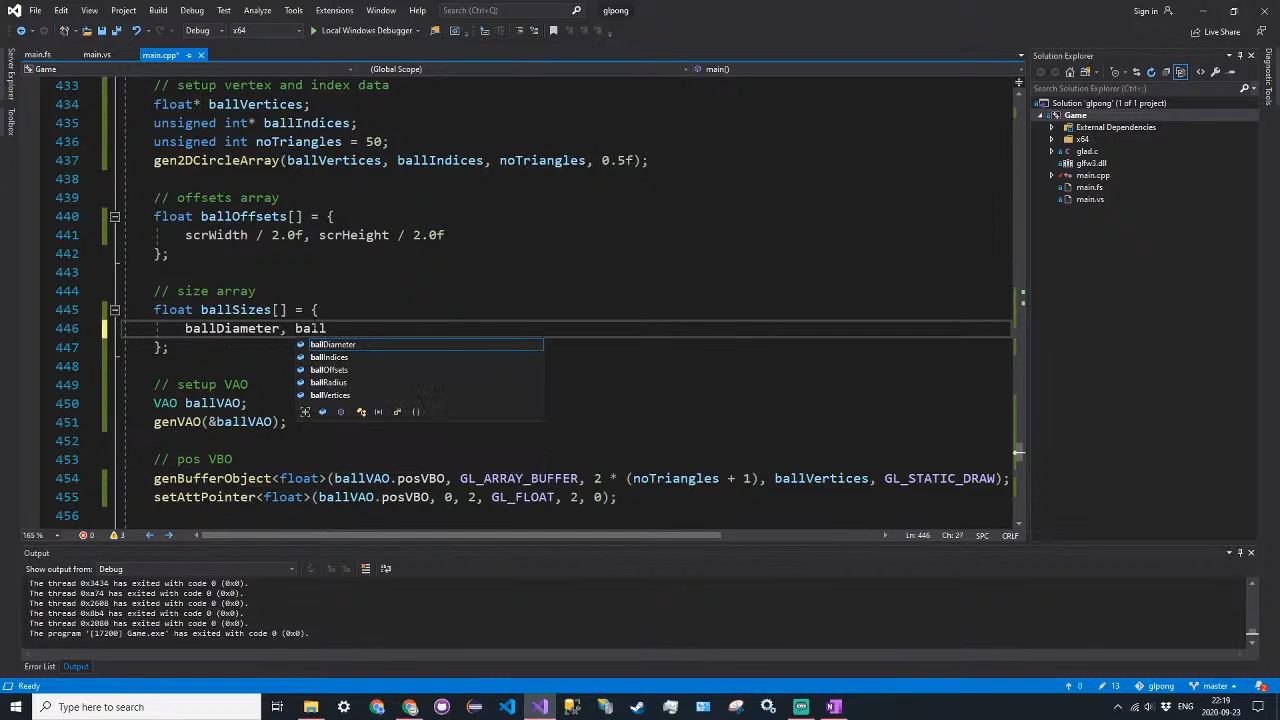 File Edit View Project Build Debug Test Analyze Tools Extensions Window Help Search (Ctrl+Q) glpong Sign in
Debug x64 Local Windows Debugger Live Share
main.fs main.vs main.cpp*
Game (Global Scope) main()
Server Explorer
Toolbox
433 // setup vertex and index data
434 float* ballVertices;
435 unsigned int* ballIndices;
436 unsigned int noTriangles = 50;
437 gen2DCircleArray(ballVertices, ballIndices, noTriangles, 0.5f);
438
439 // offsets array
440 float ballOffsets[] = {
441 scrWidth / 2.0f, scrHeight / 2.0f
442 };
443
444 // size array
445 float ballSizes[] = {
446 ballDiameter, ball
447 };
ballDiameter
ballIndices
ballOffsets
ballRadius
ballVertices
448
449 // setup VAO
450 VAO ballVAO;
451 genVAO(&ballVAO);
452
453 // pos VBO
454 genBufferObject<float>(ballVAO.posVBO, GL_ARRAY_BUFFER, 2 * (noTriangles + 1), ballVertices, GL_STATIC_DRAW);
455 setAttPointer<float>(ballVAO.posVBO, 0, 2, GL_FLOAT, 2, 0);
456
165 % 0 3 Ln: 446 Ch: 27 SPC CRLF
Solution Explorer
Search Solution Explorer (Ctrl+;)
Solution 'glpong' (1 of 1 project)
Game
External Dependencies
x64
glad.c
glfw3.dll
main.cpp
main.fs
main.vs
Diagnostic Tools
Output
Show output from: Debug
The thread 0x3434 has exited with code 0 (0x0).
The thread 0xa74 has exited with code 0 (0x0).
The thread 0x2608 has exited with code 0 (0x0).
The thread 0x8b4 has exited with code 0 (0x0).
The thread 0x2080 has exited with code 0 (0x0).
The program '[17200] Game.exe' has exited with code 0 (0x0).
Error List Output
Ready 0 13 glpong master 2
Type here to search
22:19
2020-09-23